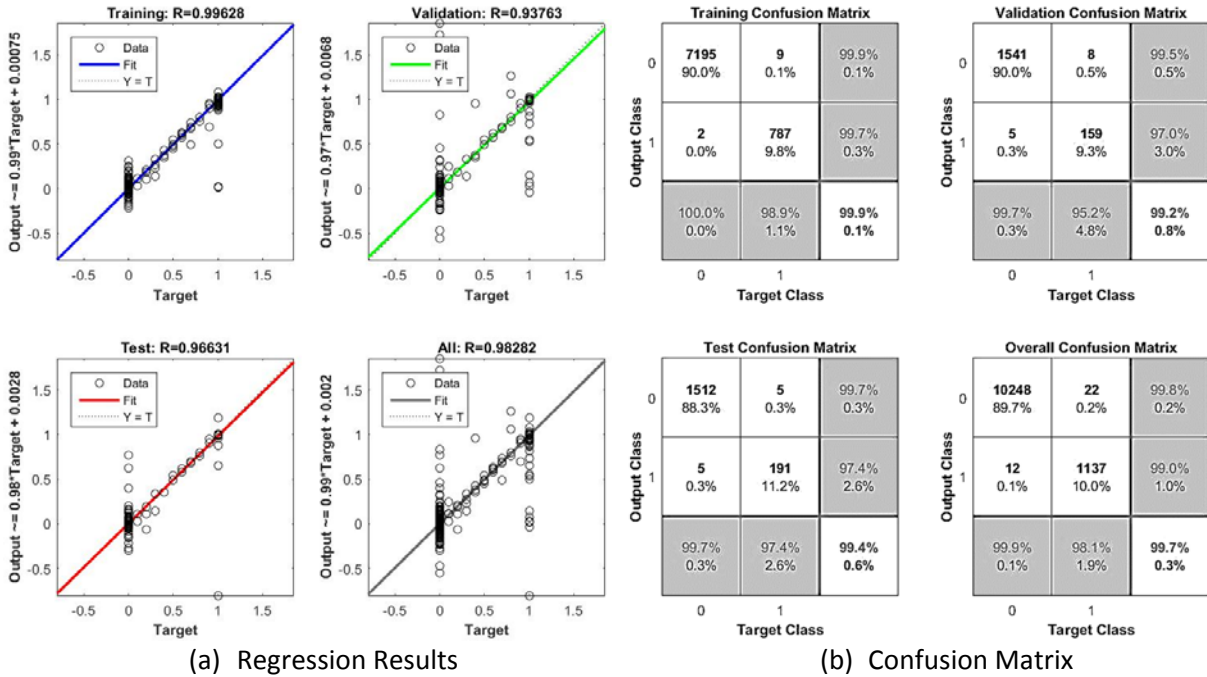 Training: R=0.99628
Output ~= 0.99*Target + 0.00075
1.5
1
0.5
0
-0.5
Data
Fit
Y = T
-0.5 0 0.5 1 1.5
Target
Validation: R=0.93763
Output ~= 0.97*Target + 0.0068
1.5
1
0.5
0
-0.5
Data
Fit
Y = T
-0.5 0 0.5 1 1.5
Target
Test: R=0.96631
Output ~= 0.98*Target + 0.0028
1.5
1
0.5
0
-0.5
Data
Fit
Y = T
-0.5 0 0.5 1 1.5
Target
All: R=0.98282
Output ~= 0.99*Target + 0.002
1.5
1
0.5
0
-0.5
Data
Fit
Y = T
-0.5 0 0.5 1 1.5
Target
(a) Regression Results
Training Confusion Matrix
Output Class
0
7195 9 99.9%
90.0% 0.1% 0.1%
1
2 787 99.7%
0.0% 9.8% 0.3%
100.0% 98.9% 99.9%
0.0% 1.1% 0.1%
0 1
Target Class
Validation Confusion Matrix
Output Class
0
1541 8 99.5%
90.0% 0.5% 0.5%
1
5 159 97.0%
0.3% 9.3% 3.0%
99.7% 95.2% 99.2%
0.3% 4.8% 0.8%
0 1
Target Class
Test Confusion Matrix
Output Class
0
1512 5 99.7%
88.3% 0.3% 0.3%
1
5 191 97.4%
0.3% 11.2% 2.6%
99.7% 97.4% 99.4%
0.3% 2.6% 0.6%
0 1
Target Class
Overall Confusion Matrix
Output Class
0
10248 22 99.8%
89.7% 0.2% 0.2%
1
12 1137 99.0%
0.1% 10.0% 1.0%
99.9% 98.1% 99.7%
0.1% 1.9% 0.3%
0 1
Target Class
(b) Confusion Matrix